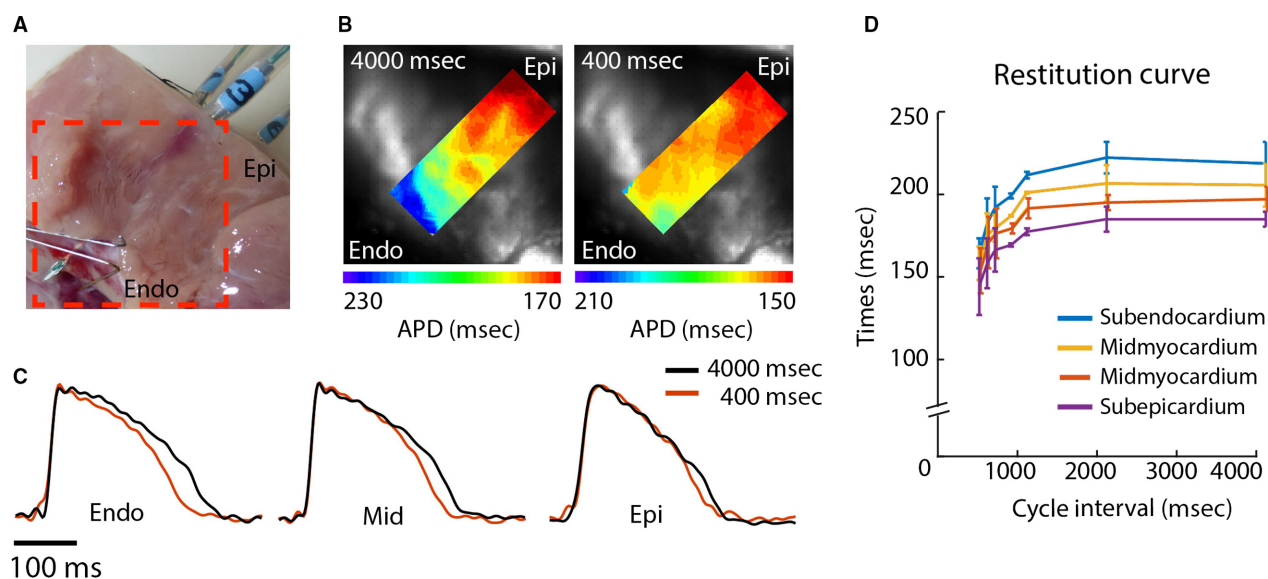 A
Epi
Endo
B
4000 msec
Epi
Endo
230 170
APD (msec)
400 msec
Epi
Endo
210 150
APD (msec)
C
4000 msec
400 msec
Endo
Mid
Epi
100 ms
D
Restitution curve
Times (msec)
250
200
150
100
0
1000 2000 3000 4000
Cycle interval (msec)
Subendocardium
Midmyocardium
Midmyocardium
Subepicardium